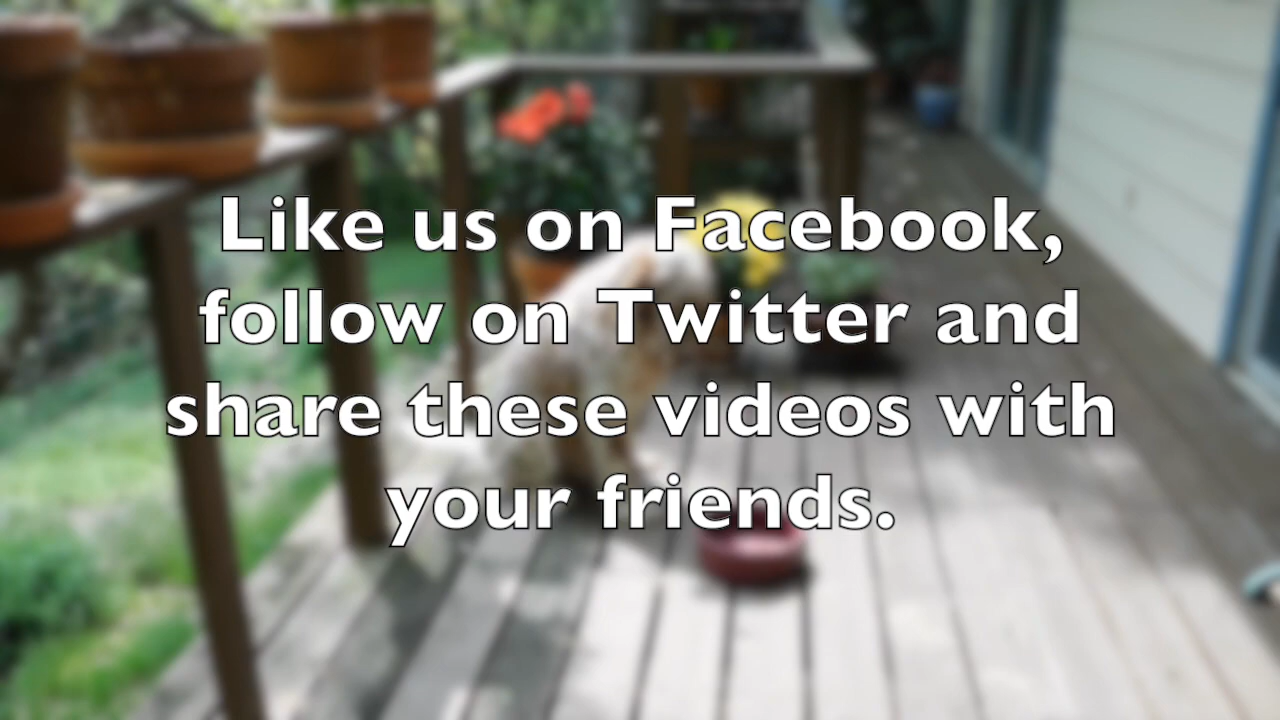 Like us on Facebook,
follow on Twitter and
share these videos with
your friends.